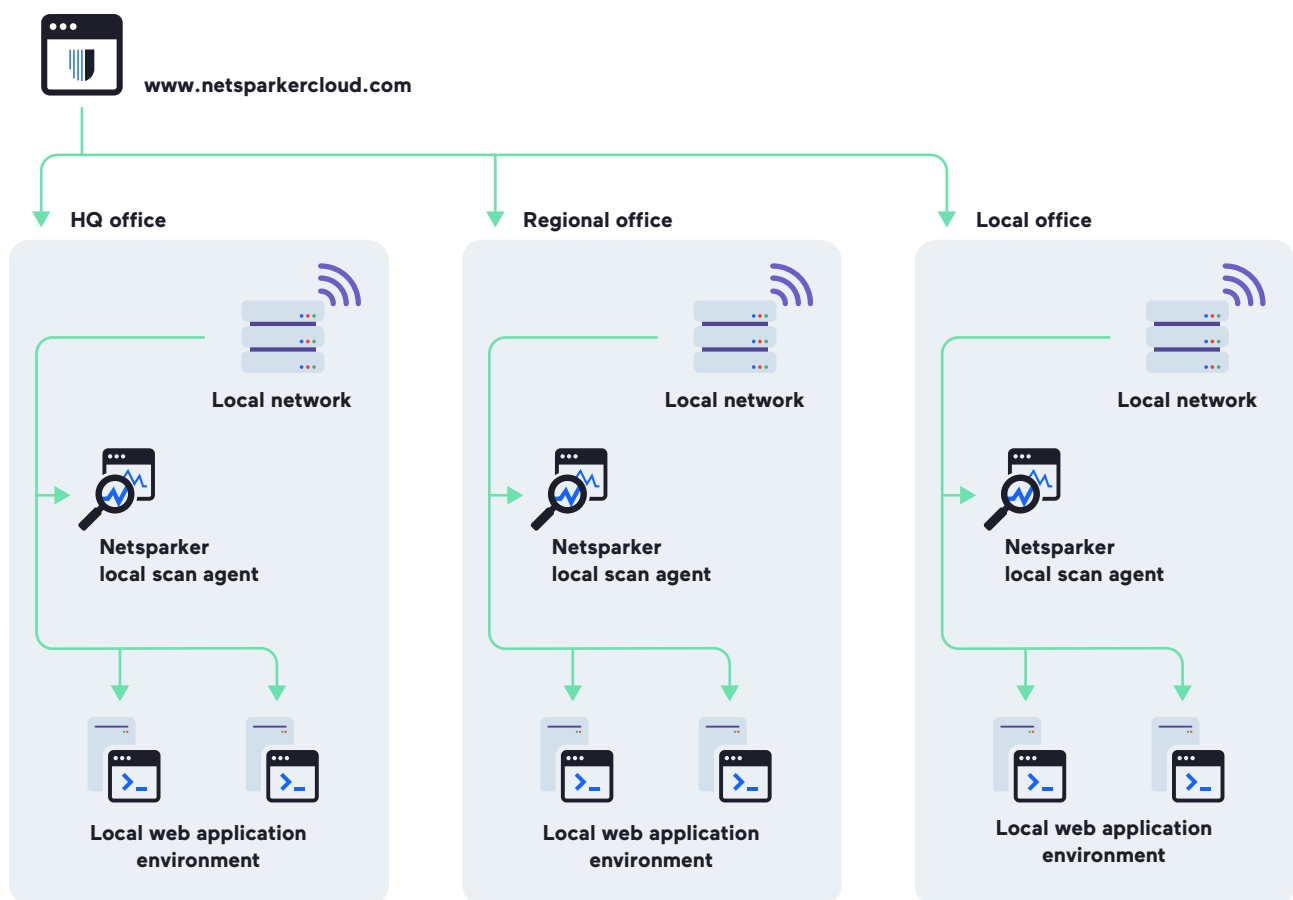 www.netsparkercloud.com
HQ office
Regional office
Local office
Local network
Local network
Local network
Netsparker
local scan agent
Netsparker
local scan agent
Netsparker
local scan agent
Local web application
environment
Local web application
environment
Local web application
environment